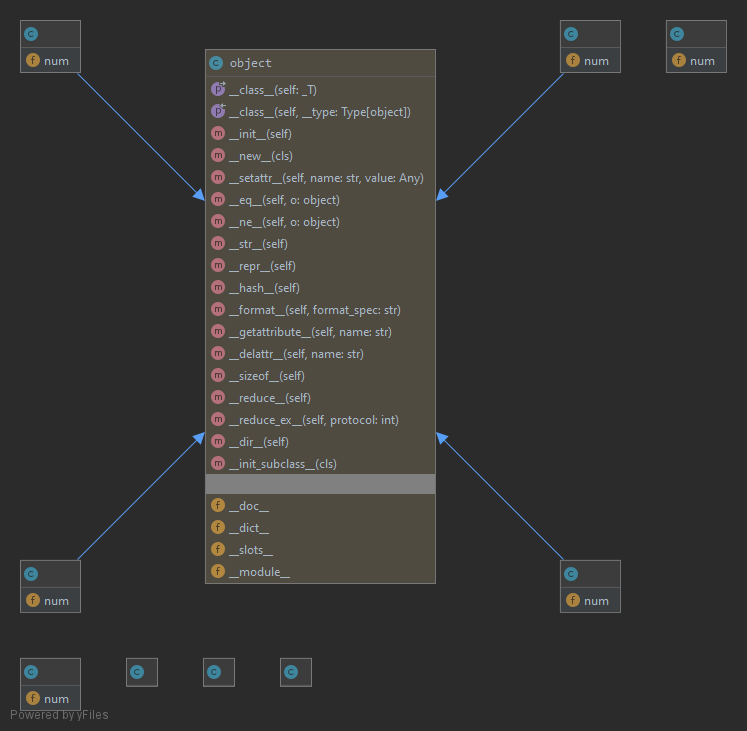 num
num
num
object
__class__(self: _T)
__class__(self, __type: Type[object])
__init__(self)
__new__(cls)
__setattr__(self, name: str, value: Any)
__eq__(self, o: object)
__ne__(self, o: object)
__str__(self)
__repr__(self)
__hash__(self)
__format__(self, format_spec: str)
__getattribute__(self, name: str)
__delattr__(self, name: str)
__sizeof__(self)
__reduce__(self)
__reduce_ex__(self, protocol: int)
__dir__(self)
__init_subclass__(cls)
__doc__
__dict__
__slots__
__module__
num
num
num
Powered by yFiles